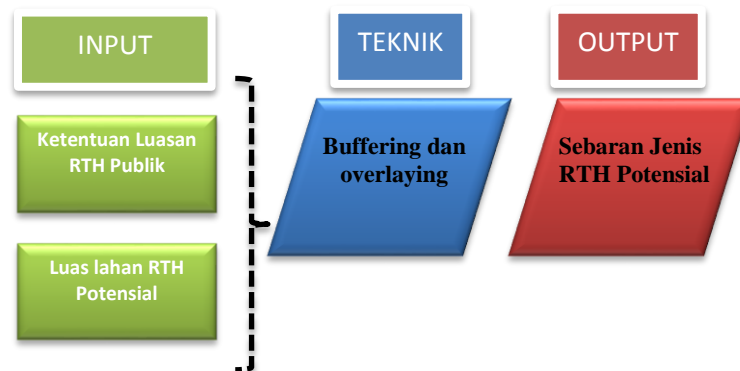 INPUT
TEKNIK
OUTPUT
Ketentuan Luasan
RTH Publik
Luas lahan RTH
Potensial
Buffering dan
overlaying
Sebaran Jenis
RTH Potensial